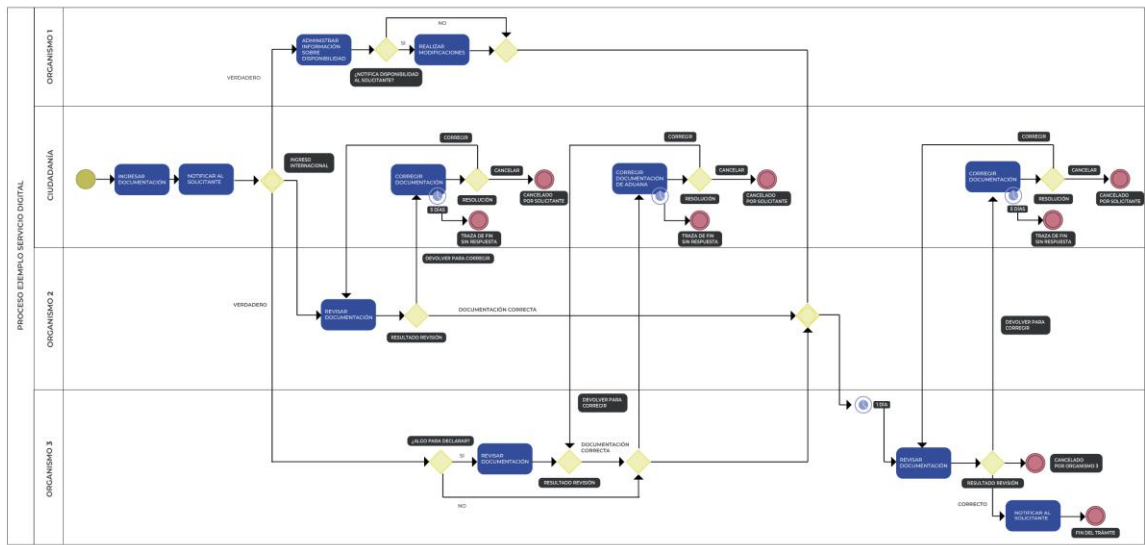 PROCESO EJEMPLO SERVICIO DIGITAL
ORGANISMO 1
ADMINISTRAR
INFORMACIÓN
SOBRE
DISPONIBILIDAD
NO
SI
REALIZAR
MODIFICACIONES
¿NOTIFICA DISPONIBILIDAD
AL SOLICITANTE?
VERDADERO
CIUDADANÍA
INGRESAR
DOCUMENTACIÓN
NOTIFICAR AL
SOLICITANTE
INGRESO
INTERNACIONAL
CORREGIR
CORREGIR
DOCUMENTACIÓN
CANCELAR
RESOLUCIÓN
CANCELADO
POR SOLICITANTE
3 DÍAS
TRAZA DE FIN
SIN RESPUESTA
DEVOLVER PARA CORREGIR
CORREGIR
CORREGIR
DOCUMENTACIÓN
DE ADUANA
CANCELAR
RESOLUCIÓN
CANCELADO
POR SOLICITANTE
TRAZA DE FIN
SIN RESPUESTA
CORREGIR
CORREGIR
DOCUMENTACIÓN
CANCELAR
RESOLUCIÓN
CANCELADO
POR SOLICITANTE
3 DÍAS
TRAZA DE FIN
SIN RESPUESTA
ORGANISMO 2
VERDADERO
REVISAR
DOCUMENTACIÓN
RESULTADO REVISIÓN
DOCUMENTACIÓN CORRECTA
DEVOLVER PARA
CORREGIR
ORGANISMO 3
¿ALGO PARA DECLARAR?
SI
NO
REVISAR
DOCUMENTACIÓN
DEVOLVER PARA
CORREGIR
DOCUMENTACIÓN
CORRECTA
RESULTADO REVISIÓN
1 DÍA
REVISAR
DOCUMENTACIÓN
RESULTADO REVISIÓN
CANCELADO
POR ORGANISMO 3
CORRECTO
NOTIFICAR AL
SOLICITANTE
FIN DEL TRÁMITE